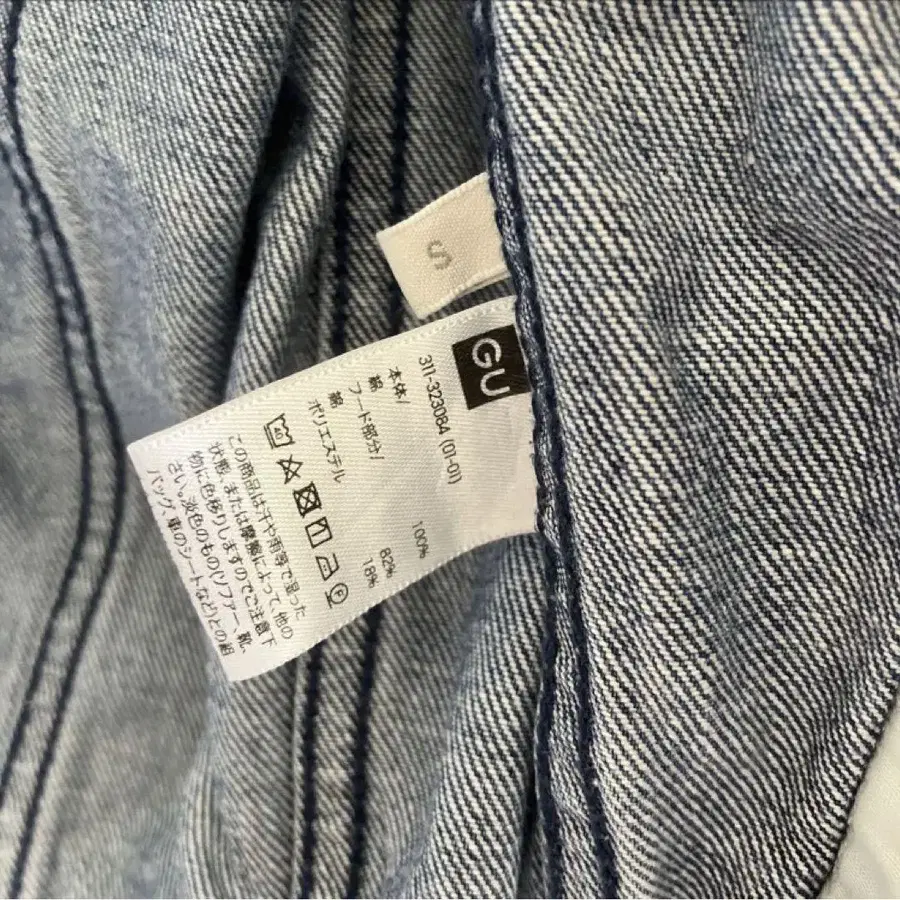 S
GU
311-323084 (01-01)
本体/
綿 100%
フード部分/
綿 82%
ポリエステル 18%
この商品は汗や雨等で湿った
状態、または摩擦によって、他の
物に色移りしますのでご注意下
さい。淡色のもの(ソファー、靴、
バッグ、車のシートなど)との組